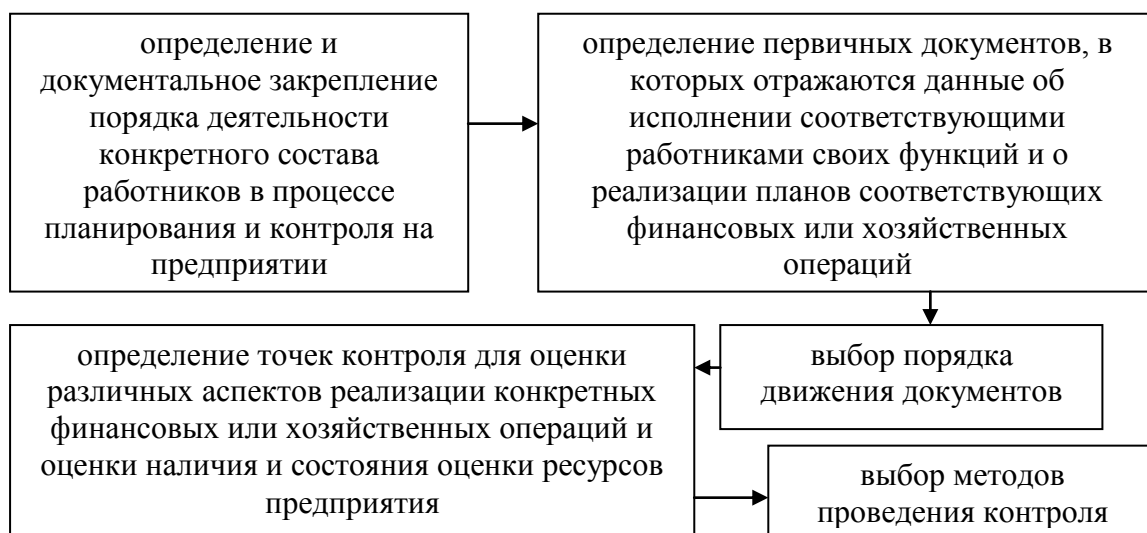 определение и
документальное закрепление
порядка деятельности
конкретного состава
работников в процессе
планирования и контроля на
предприятии
определение первичных документов, в
которых отражаются данные об
исполнении соответствующими
работниками своих функций и о
реализации планов соответствующих
финансовых или хозяйственных
операций
выбор порядка
движения документов
определение точек контроля для оценки
различных аспектов реализации конкретных
финансовых или хозяйственных операций и
оценки наличия и состояния оценки ресурсов
предприятия
выбор методов
проведения контроля